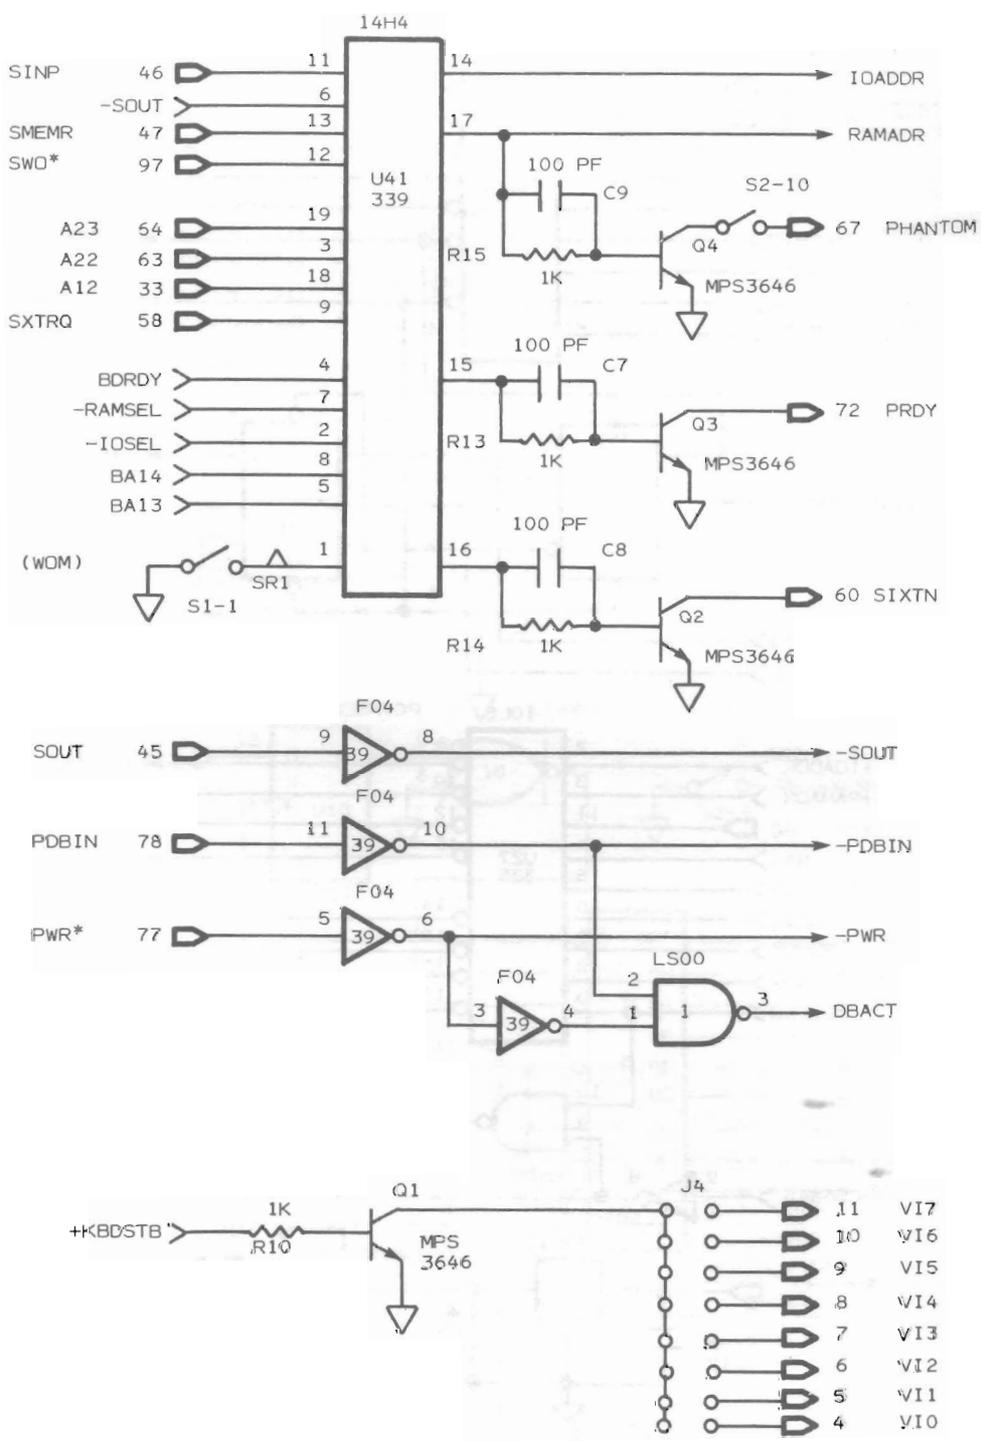 14H4
SINP 46 11 14 IOADDR
-SOUT 6
SMEMR 47 13 17 RAMADR
SWO* 97 12
U41
339
100 PF
C9
S2-10
A23 64 19
A22 63 3
A12 33 18
SXTRQ 58 9
R15
1K
Q4
MPS3646
67 PHANTOM
BDRDY 4 15
-RAMSEL 7
-IOSEL 2
BA14 8
BA13 5
100 PF
C7
R13
1K
Q3
MPS3646
72 PRDY
(WOM) 1 16
S1-1
SR1
100 PF
C8
R14
1K
Q2
MPS3646
60 SIXTN
F04
SOUT 45 9 39 8 -SOUT
F04
PDBIN 78 11 39 10 -PDBIN
F04
PWR* 77 5 39 6 -PWR
F04
3 39 4
LS00
2
1 1 3 DBACT
Q1
J4
+KBDSTB
1K
R10
MPS
3646
11 VI7
10 VI6
9 VI5
8 VI4
7 VI3
6 VI2
5 VI1
4 VI0